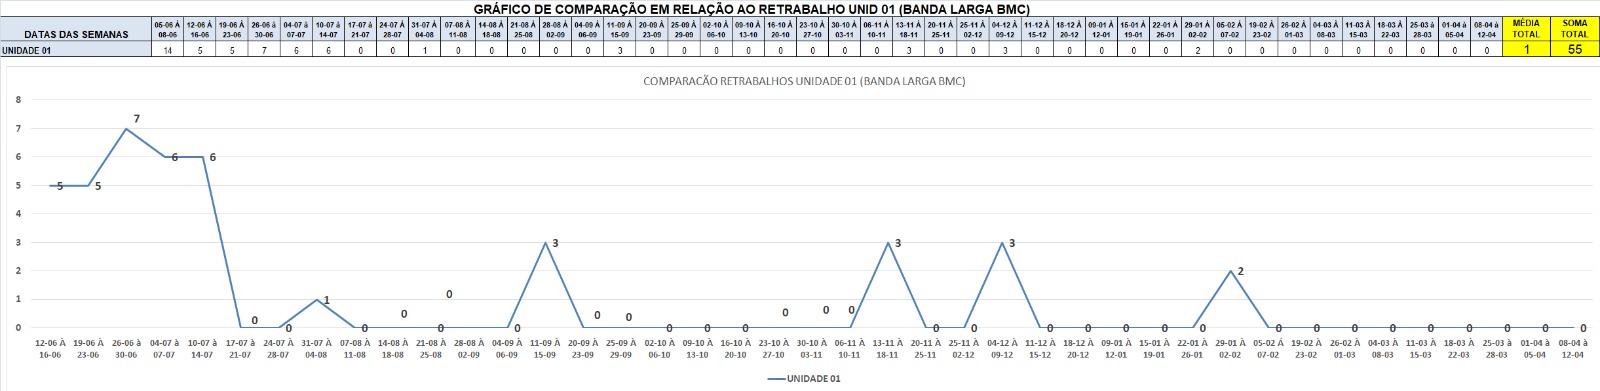 GRÁFICO DE COMPARAÇÃO EM RELAÇÃO AO RETRABALHO UNID 01 (BANDA LARGA BMC)
DATAS DAS SEMANAS
05-06 À 12-06 À 19-06 À 26-06 à 04-07 à 10-07 À 17-07 à 24-07 À 31-07 À 07-08 À 14-08 À 21-08 À 28-08 À 04-09 À 11-09 À 20-09 À 25-09 À 02-10 À 09-10 À 16-10 À 23-10 À 30-10 À 06-11 À 13-11 À 20-11 À 25-11 À 04-12 À 11-12 À 18-12 À 09-01 À 15-01 À 22-01 À 29-01 À 05-02 À 19-02 À 26-02 À 04-03 À 11-03 À 18-03 À 25-03 à 01-04 à 08-04 à MÉDIA SOMA
08-06 16-06 23-06 30-06 07-07 14-07 21-07 28-07 04-08 11-08 18-08 25-08 02-09 06-09 15-09 23-09 29-09 06-10 13-10 20-10 27-10 03-11 10-11 18-11 25-11 02-12 09-12 15-12 20-12 12-01 19-01 26-01 02-02 07-02 23-02 01-03 08-03 15-03 22-03 28-03 05-04 12-04 TOTAL TOTAL
UNIDADE 01 14 5 5 7 6 6 0 0 1 0 0 0 0 0 3 0 0 0 0 0 0 0 0 3 0 0 3 0 0 0 0 0 2 0 0 0 0 0 0 0 0 0 1 55
COMPARACÃO RETRABALHOS UNIDADE 01 (BANDA LARGA BMC)
8
7 7
6 6 6
5 5 5
4
3 3 3 3
2 2
1 1 0
0 0 0 0 0 0 0 0 0 0 0 0 0 0 0 0 0 0 0 0 0 0 0 0 0 0 0 0 0 0 0 0 0 0
12-06 À 19-06 À 26-06 à 04-07 à 10-07 À 17-07 à 24-07 À 31-07 À 07-08 À 14-08 À 21-08 À 28-08 À 04-09 À 11-09 À 20-09 À 25-09 À 02-10 À 09-10 À 16-10 À 23-10 À 30-10 À 06-11 À 13-11 À 20-11 À 25-11 À 04-12 À 11-12 À 18-12 À 09-01 À 15-01 À 22-01 À 29-01 À 05-02 À 19-02 À 26-02 À 04-03 À 11-03 À 18-03 À 25-03 à 01-04 à 08-04 à
16-06 23-06 30-06 07-07 14-07 21-07 28-07 04-08 11-08 18-08 25-08 02-09 06-09 15-09 23-09 29-09 06-10 13-10 20-10 27-10 03-11 10-11 18-11 25-11 02-12 09-12 15-12 20-12 12-01 19-01 26-01 02-02 07-02 23-02 01-03 08-03 15-03 22-03 28-03 05-04 12-04
UNIDADE 01